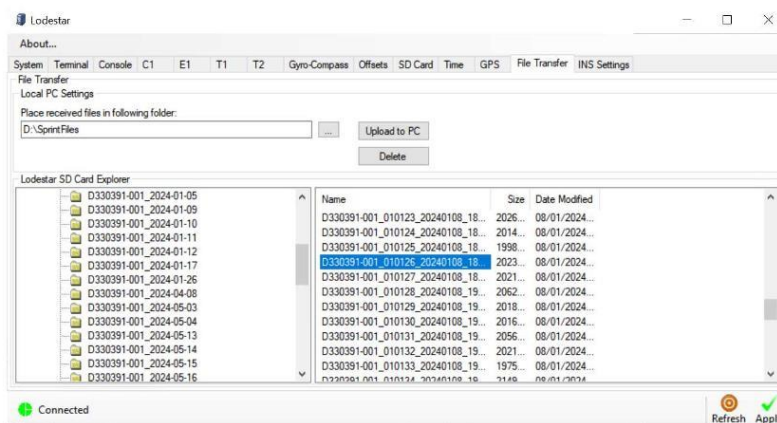 Lodestar
About...
System Terminal Console C1 E1 T1 T2 Gyro-Compass Offsets SD Card Time GPS File Transfer INS Settings
File Transfer
Local PC Settings
Place received files in following folder:
D:\SprintFiles ... Upload to PC
Delete
Lodestar SD Card Explorer
D330391-001_2024-01-05
D330391-001_2024-01-09
D330391-001_2024-01-10
D330391-001_2024-01-11
D330391-001_2024-01-12
D330391-001_2024-01-17
D330391-001_2024-01-26
D330391-001_2024-04-08
D330391-001_2024-05-03
D330391-001_2024-05-04
D330391-001_2024-05-13
D330391-001_2024-05-14
D330391-001_2024-05-15
D330391-001_2024-05-16
Name Size Date Modified
D330391-001_010123_20240108_18... 2026... 08/01/2024...
D330391-001_010124_20240108_18... 2014... 08/01/2024...
D330391-001_010125_20240108_18... 1998... 08/01/2024...
D330391-001_010126_20240108_18... 2023... 08/01/2024...
D330391-001_010127_20240108_18... 2021... 08/01/2024...
D330391-001_010128_20240108_19... 2062... 08/01/2024...
D330391-001_010129_20240108_19... 2018... 08/01/2024...
D330391-001_010130_20240108_19... 2016... 08/01/2024...
D330391-001_010131_20240108_19... 2056... 08/01/2024...
D330391-001_010132_20240108_19... 2021... 08/01/2024...
D330391-001_010133_20240108_19... 1975... 08/01/2024...
D330391-001_010134_20240108_19... 2149... 08/01/2024...
Connected
Refresh Appl